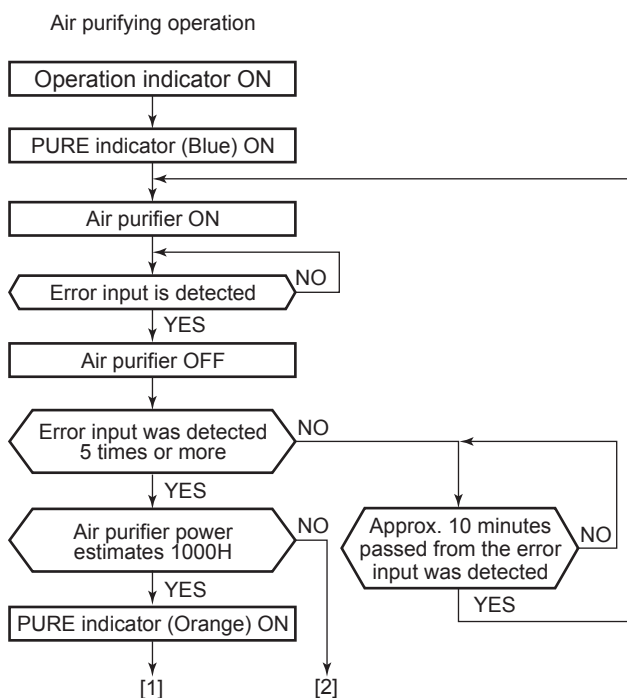 Air purifying operation
Operation indicator ON
PURE indicator (Blue) ON
Air purifier ON
Error input is detected
NO
YES
Air purifier OFF
Error input was detected
5 times or more
NO
YES
Air purifier power
estimates 1000H
NO
YES
Approx. 10 minutes
passed from the error
input was detected
NO
YES
PURE indicator (Orange) ON
[1]
[2]